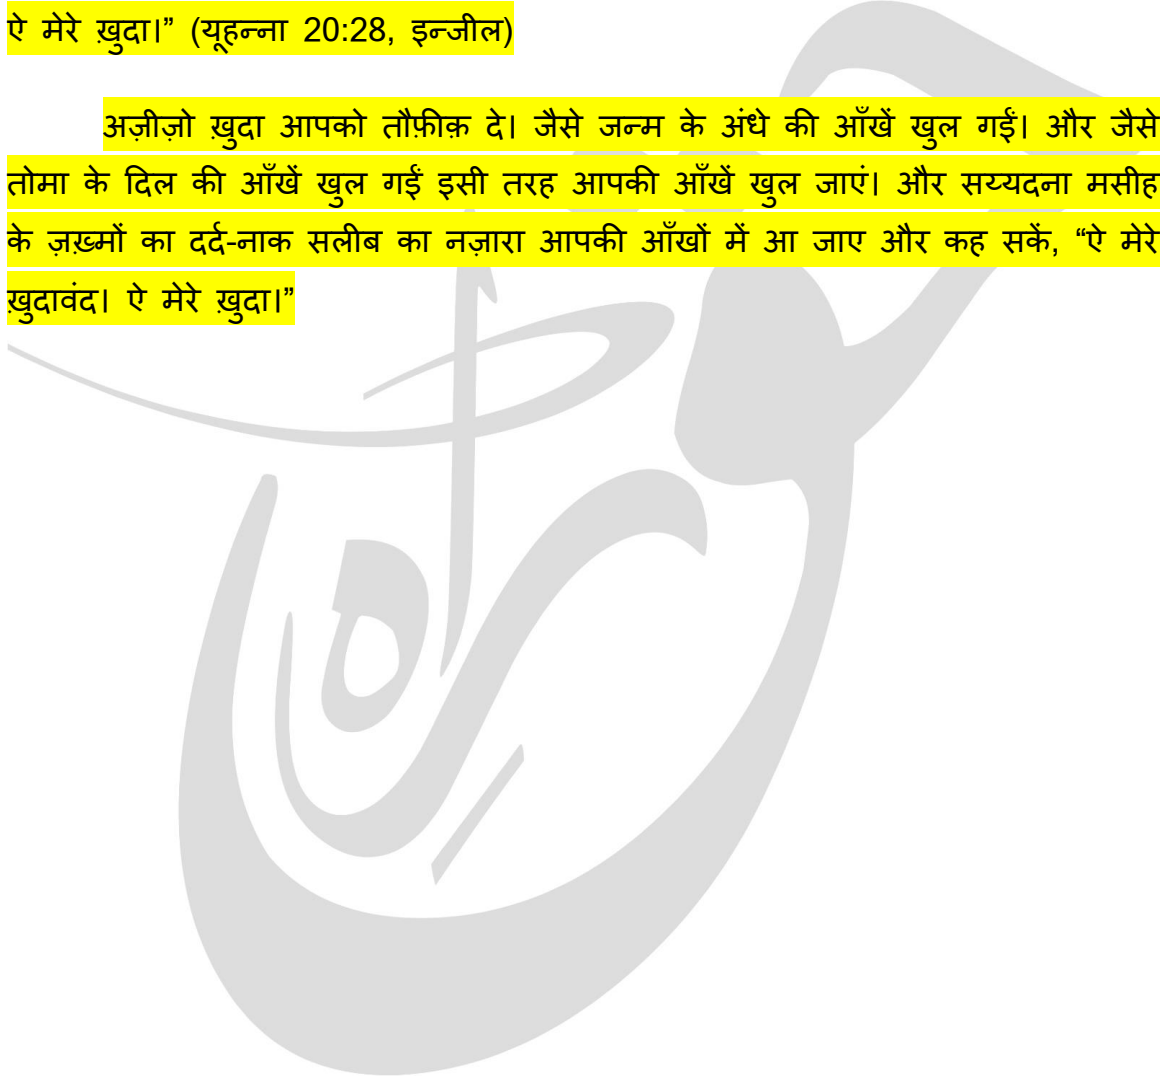 ऐ मेरे ख़ुदा।” (यूहन्ना 20:28, इन्जील)
अज़ीज़ो ख़ुदा आपको तौफ़ीक़ दे। जैसे जन्म के अंधे की आँखें खुल गईं। और जैसे
तोमा के दिल की आँखें खुल गईं इसी तरह आपकी आँखें खुल जाएं। और सय्यदना मसीह
के ज़ख़्मों का दर्द-नाक सलीब का नज़ारा आपकी आँखों में आ जाए और कह सकें, “ऐ मेरे
ख़ुदावंद। ऐ मेरे ख़ुदा।”